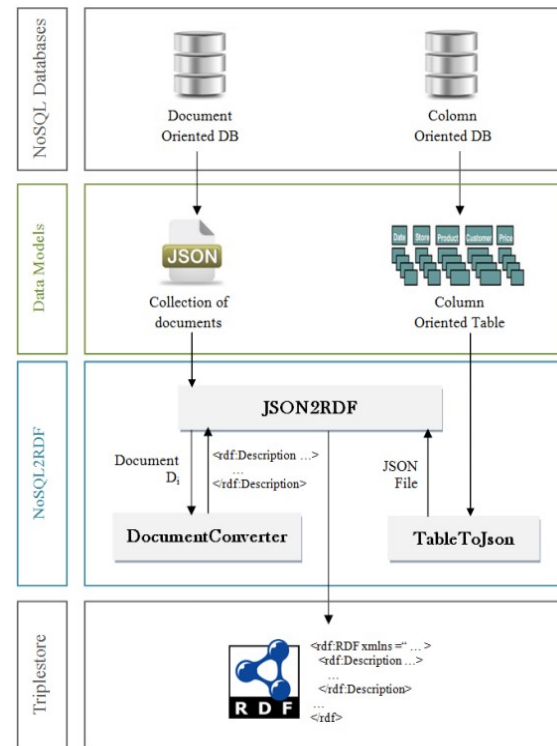 NoSQL Databases
Document
Oriented DB
Colomn
Oriented DB
Data Models
JSON
Collection of
documents
Date
Store
Product
Customer
Price
Column
Oriented Table
NoSQL2RDF
JSON2RDF
Document
Di
<rdf:Description ...>
...
</rdf:Description>
JSON
File
DocumentConverter
TableToJson
Triplestore
RDF
<rdf:RDF xmlns =“ ... >
<rdf:Description ...>
...
</rdf:Description>
...
</rdf>